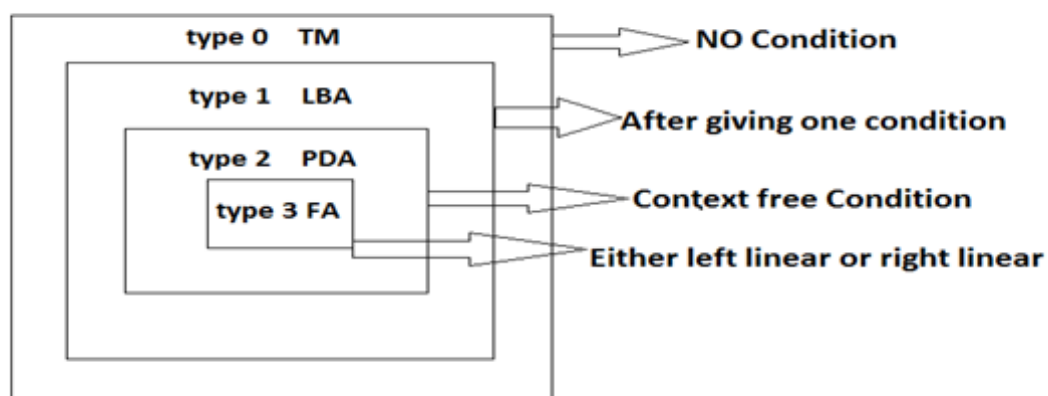 type 0 TM
NO Condition
type 1 LBA
After giving one condition
type 2 PDA
Context free Condition
type 3 FA
Either left linear or right linear